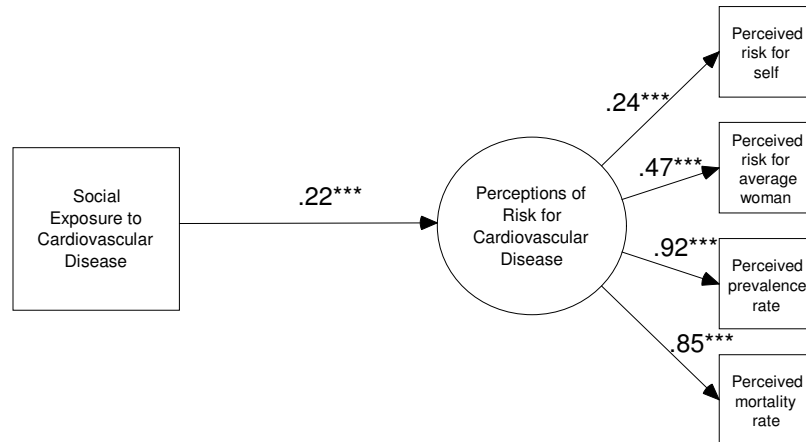 Perceived
risk for
self
.24***
Perceived
risk for
average
woman
.47***
Social
Exposure to
Cardiovascular
Disease
.22***
Perceptions of
Risk for
Cardiovascular
Disease
.92***
Perceived
prevalence
rate
.85***
Perceived
mortality
rate